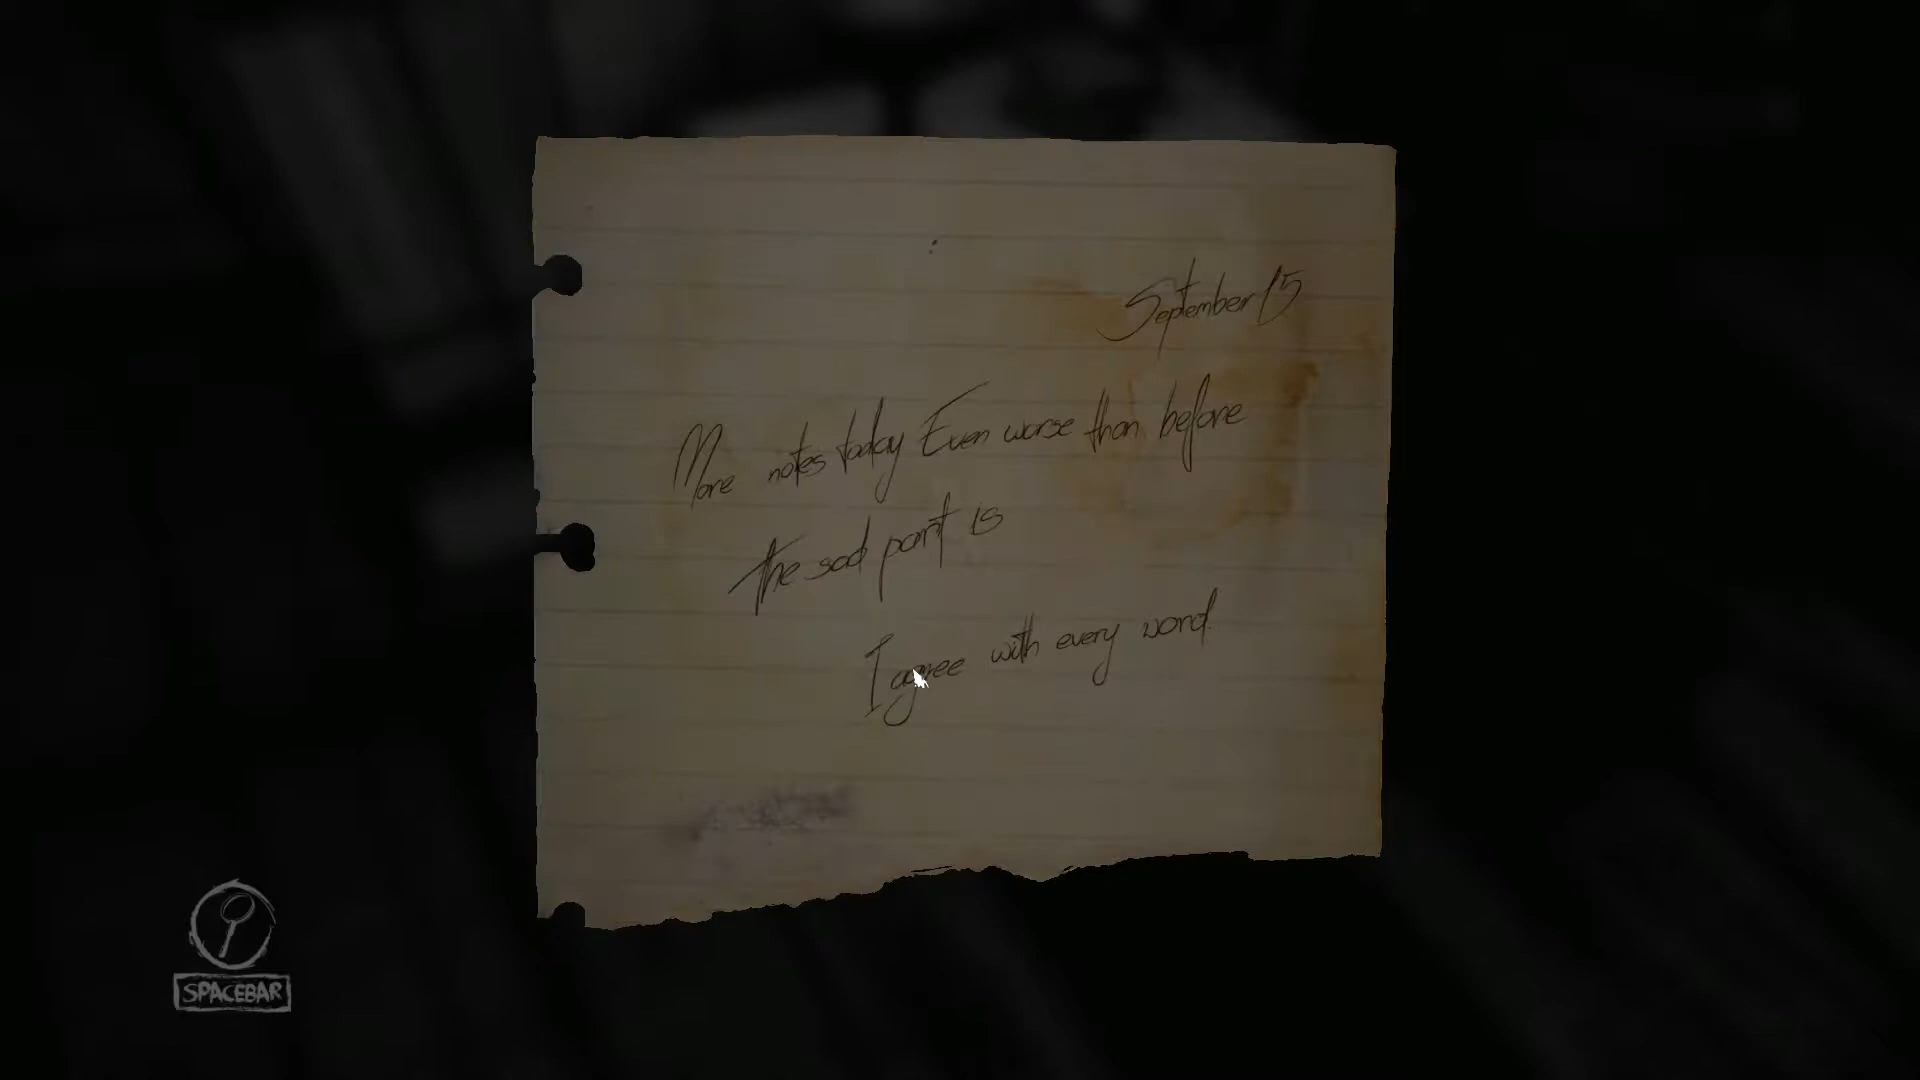 September 15
More notes today Even worse than before
the sad part is
I agree with every word.
SPACEBAR